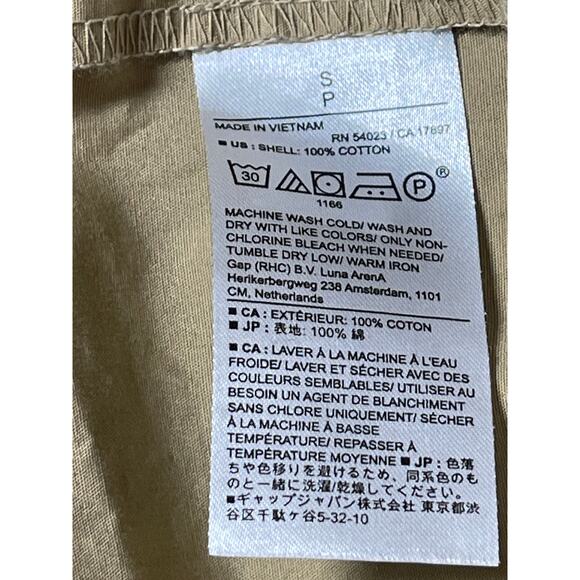 S
P
MADE IN VIETNAM RN 54023 / CA 17897
■ US : SHELL: 100% COTTON
30 P ®
1166
MACHINE WASH COLD/ WASH AND
DRY WITH LIKE COLORS/ ONLY NON-
CHLORINE BLEACH WHEN NEEDED/
TUMBLE DRY LOW/ WARM IRON
Gap (RHC) B.V. Luna ArenA
Herikerbergweg 238 Amsterdam, 1101
CM, Netherlands
■ CA : EXTÉRIEUR: 100% COTON
■ JP : 表地: 100% 綿
■ CA : LAVER À LA MACHINE À L'EAU
FROIDE/ LAVER ET SÉCHER AVEC DES
COULEURS SEMBLABLES/ UTILISER AU
BESOIN UN AGENT DE BLANCHIMENT
SANS CHLORE UNIQUEMENT/ SÉCHER
À LA MACHINE À BASSE
TEMPÉRATURE/ REPASSER À
TEMPÉRATURE MOYENNE ■ JP : 色落
ちや色移りを避けるため、同系色のも
のと一緒に洗濯/乾燥してください。
■ギャップジャパン株式会社 東京都渋
谷区千駄ヶ谷5-32-10